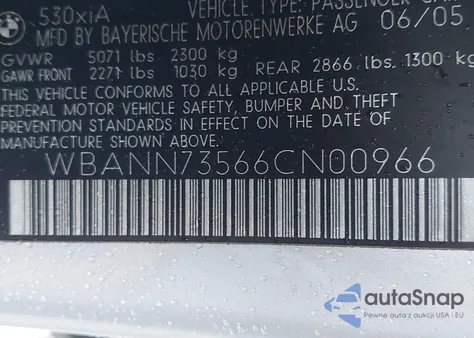 530xiA VEHICLE TYPE: PASSENGER
MFD BY BAYERISCHE MOTORENWERKE AG 06/05
GVWR 5071 lbs 2300 kg
GAWR FRONT 2271 lbs 1030 kg REAR 2866 lbs. 1300 kg
THIS VEHICLE CONFORMS TO ALL APPLICABLE U.S.
FEDERAL MOTOR VEHICLE SAFETY, BUMPER AND THEFT
PREVENTION STANDARDS IN EFFECT ON THE DATE OF
MANUFACTURE SHOWN ABOVE.
WBANN73566CN00966
autoSnap
Pewne auta z aukcji USA i EU